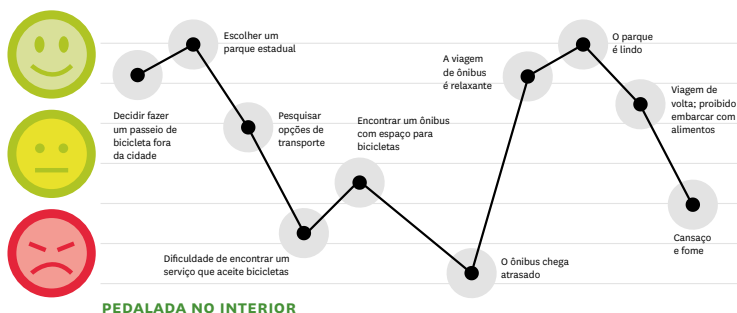 Escolher um
parque estadual
Decidir fazer
um passeio de
bicicleta fora
da cidade
Pesquisar
opções de
transporte
Dificuldade de encontrar um
serviço que aceite bicicletas
Encontrar um ônibus
com espaço para
bicicletas
O ônibus chega
atrasado
A viagem
de ônibus
é relaxante
O parque
é lindo
Viagem de
volta; proibido
embarcar com
alimentos
Cansaço
e fome
PEDALADA NO INTERIOR